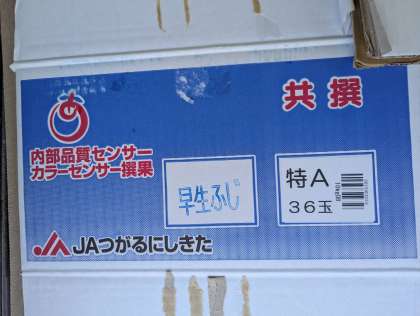 共撰
内部品質センサー
カラーセンサー撰果
早生ふじ
特A
36玉
JA JAつがるにしきた